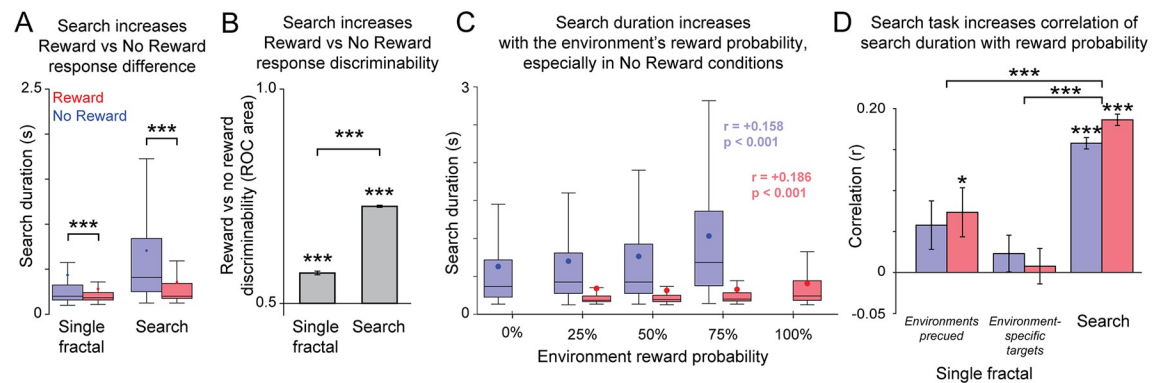 A
Search increases
Reward vs No Reward
response difference
2.5
Reward
No Reward
***
***
Search duration (s)
0
Single
fractal
Search
B
Search increases
Reward vs No Reward
response discriminability
1.0
***
***
***
Reward vs no reward
discriminability (ROC area)
0.5
Single
fractal
Search
C
Search duration increases
with the environment's reward probability,
especially in No Reward conditions
3
r = +0.158
p < 0.001
r = +0.186
p < 0.001
Search duration (s)
0
0%
25%
50%
75%
100%
Environment reward probability
D
Search task increases correlation of
search duration with reward probability
***
***
0.20
***
***
*
Correlation (r)
0
-0.05
Environments
precued
Environment-
specific
targets
Search
Single fractal